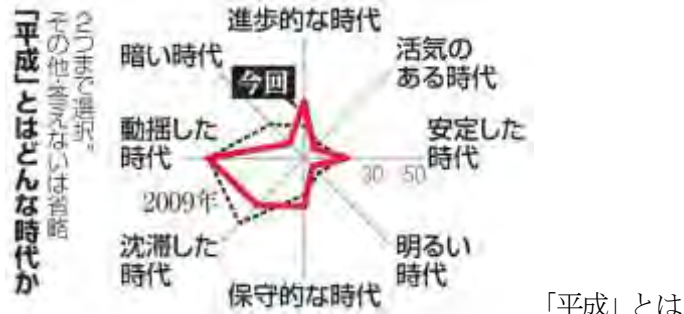 「平成」とはどんな時代か
2つまで選択。
その他・答えないは省略
進歩的な時代
活気の
ある時代
安定した
時代
明るい
時代
保守的な時代
沈滞した
時代
動揺した
時代
暗い時代
今回
2009年
30
50
「平成」とは